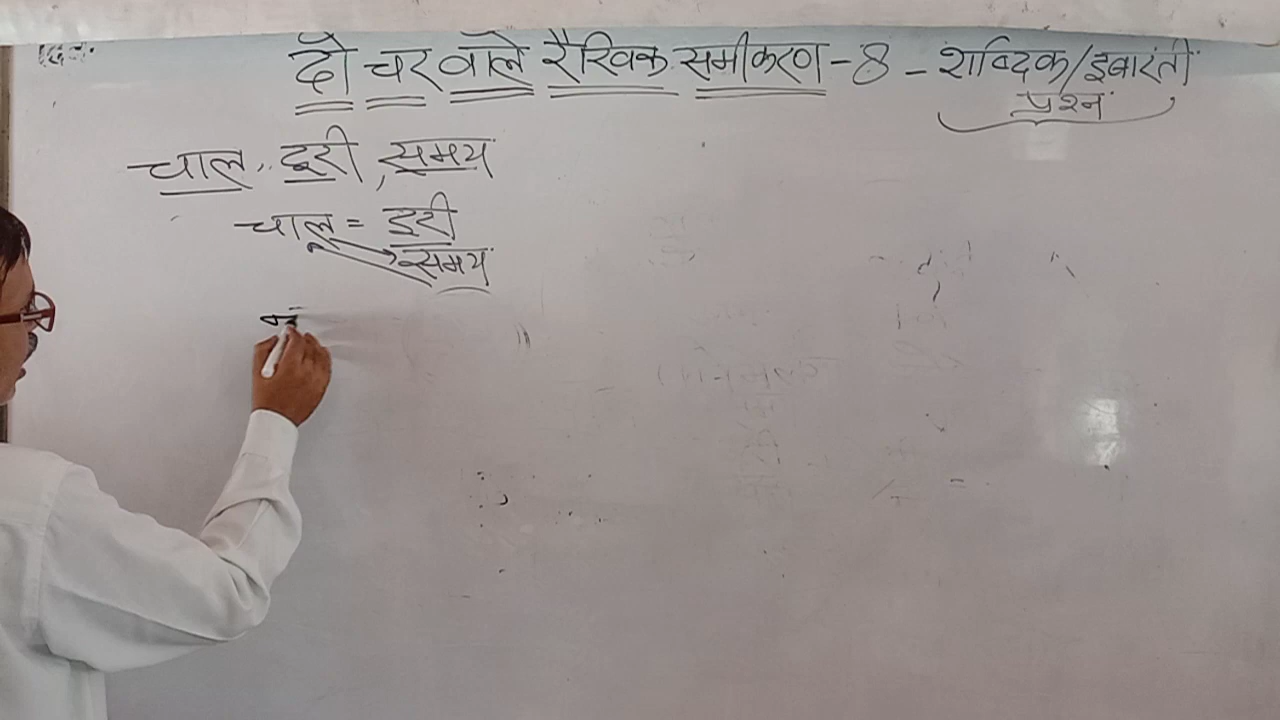 दो चर वाले रैखिक समीकरण - 8 - शाब्दिक/इबारती
प्रश्न
चाल, दूरी, समय
चाल = दूरी
समय